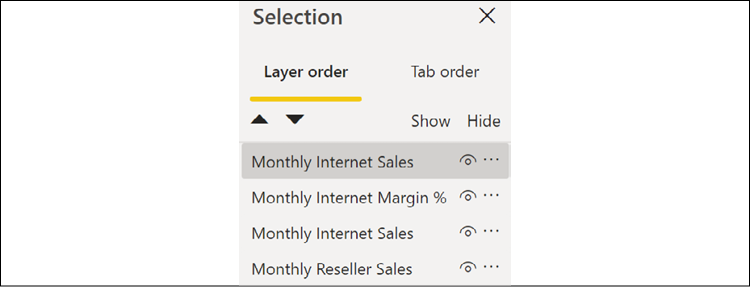 Selection
Layer order Tab order
Show Hide
Monthly Internet Sales
Monthly Internet Margin %
Monthly Internet Sales
Monthly Reseller Sales